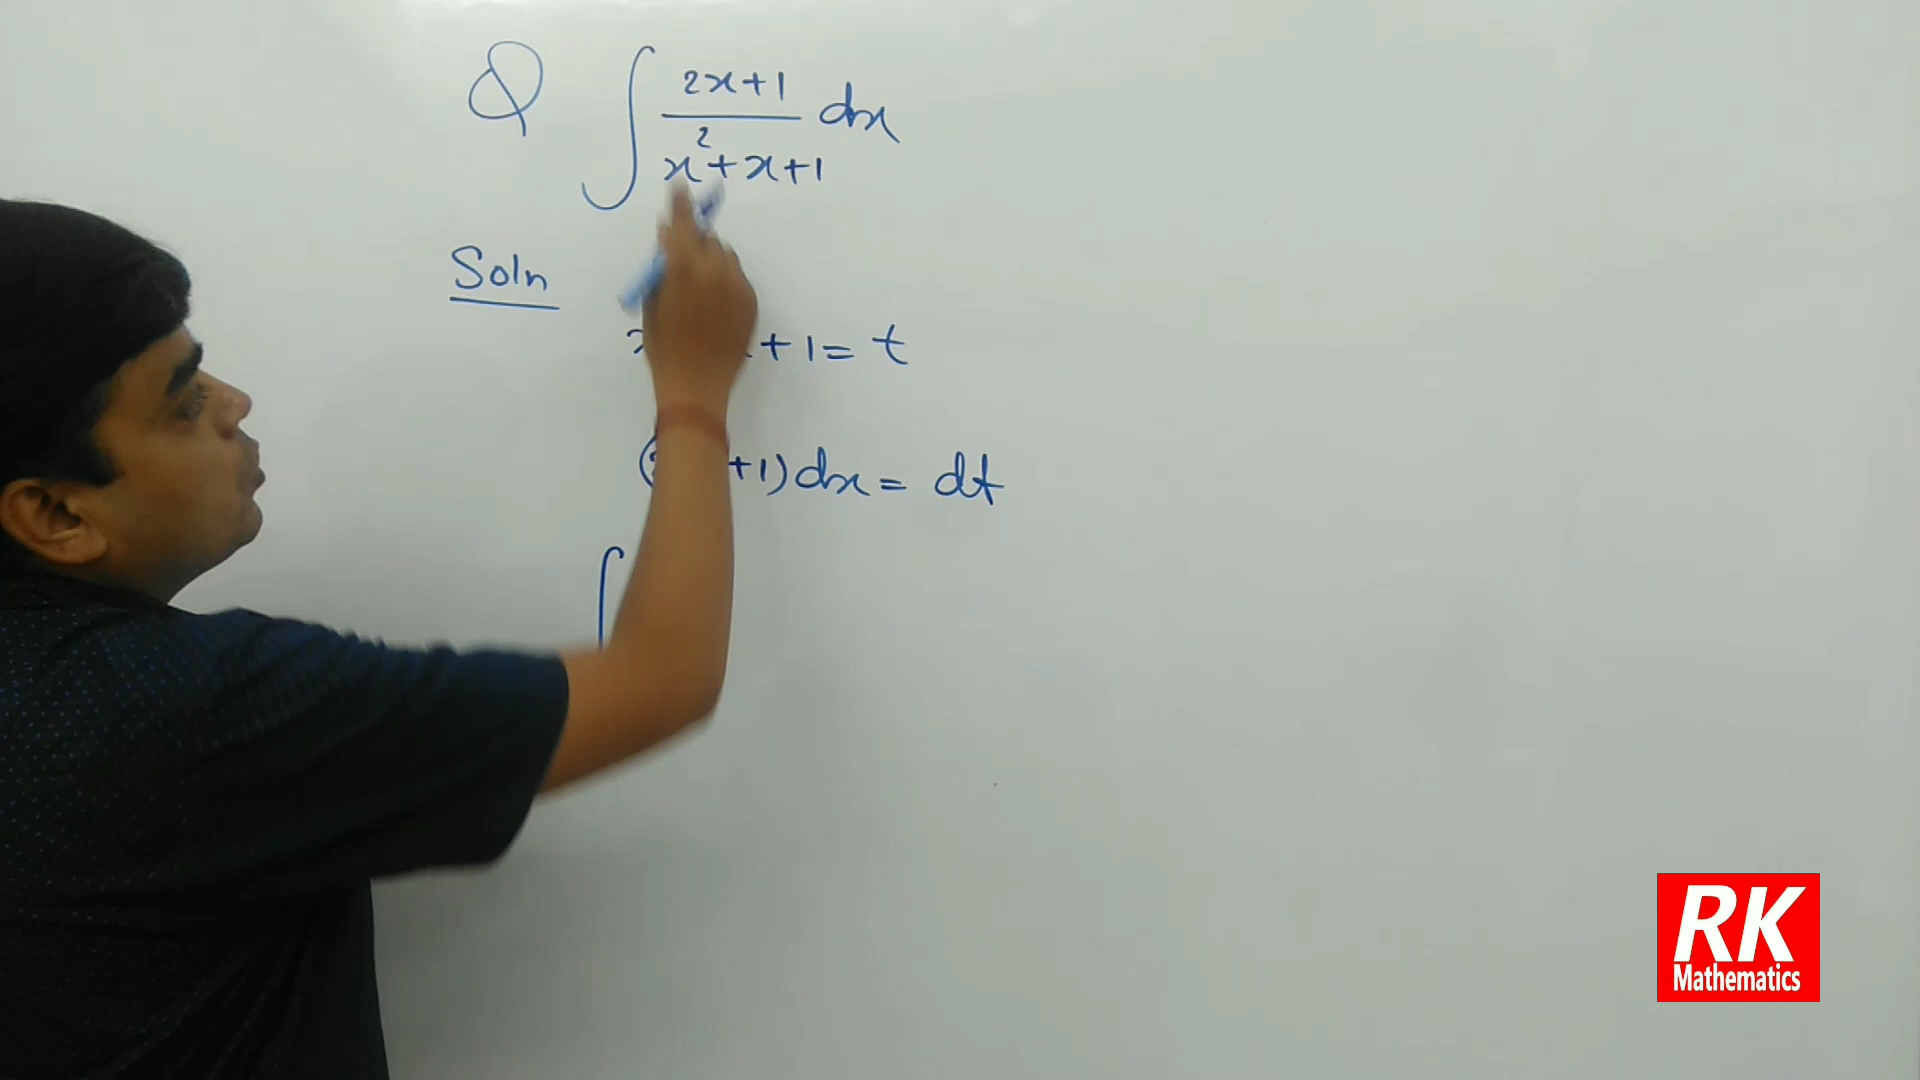 Q ∫ (2x+1)/(x²+x+1) dx
Soln
+1= t
+1)dx= dt
∫
RK
Mathematics